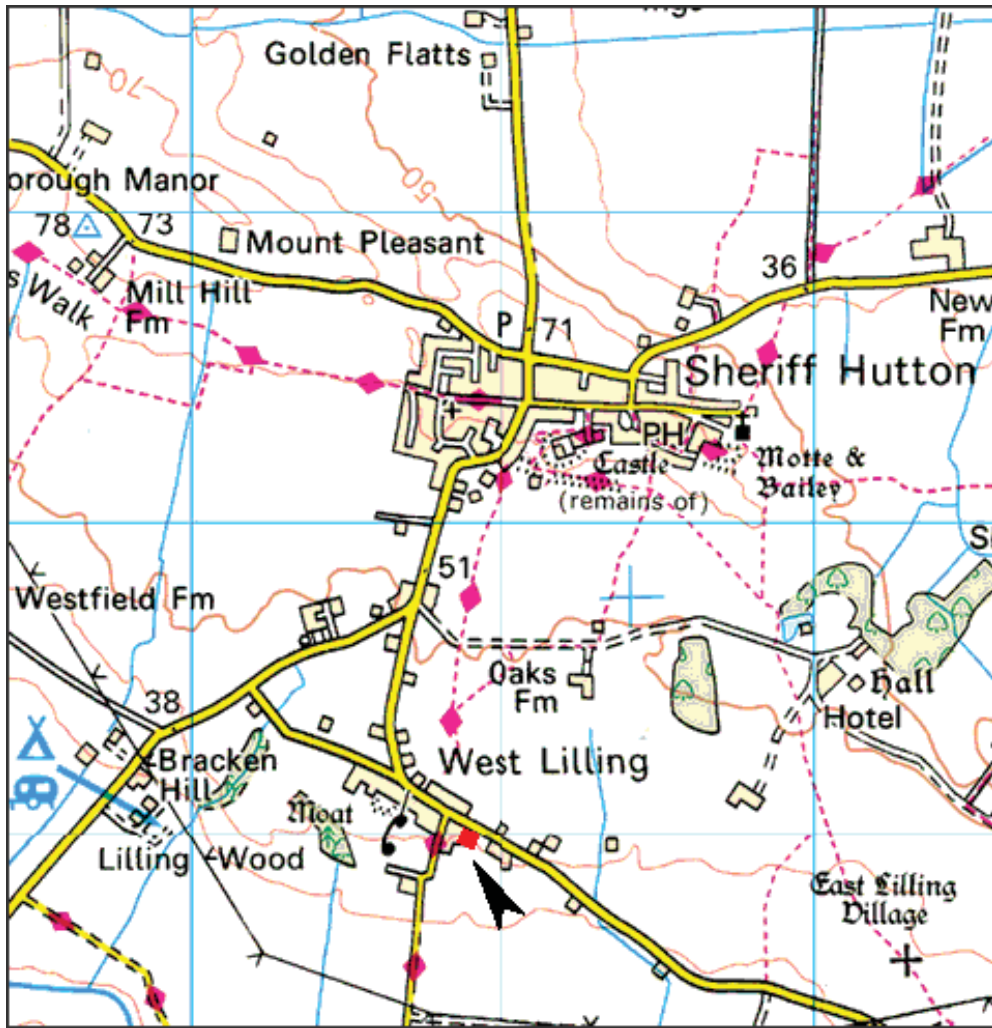 Golden Flatts
70
50
orough Manor
78
73
Mount Pleasant
36
s Walk
Mill Hill
Fm
New
Fm
P
71
Sheriff Hutton
PH
Castle
(remains of)
Motte &
Bailey
51
Westfield Fm
Oaks
Fm
Hall
Hotel
38
Bracken
Hill
West Lilling
Moat
Lilling Wood
East Lilling
Village